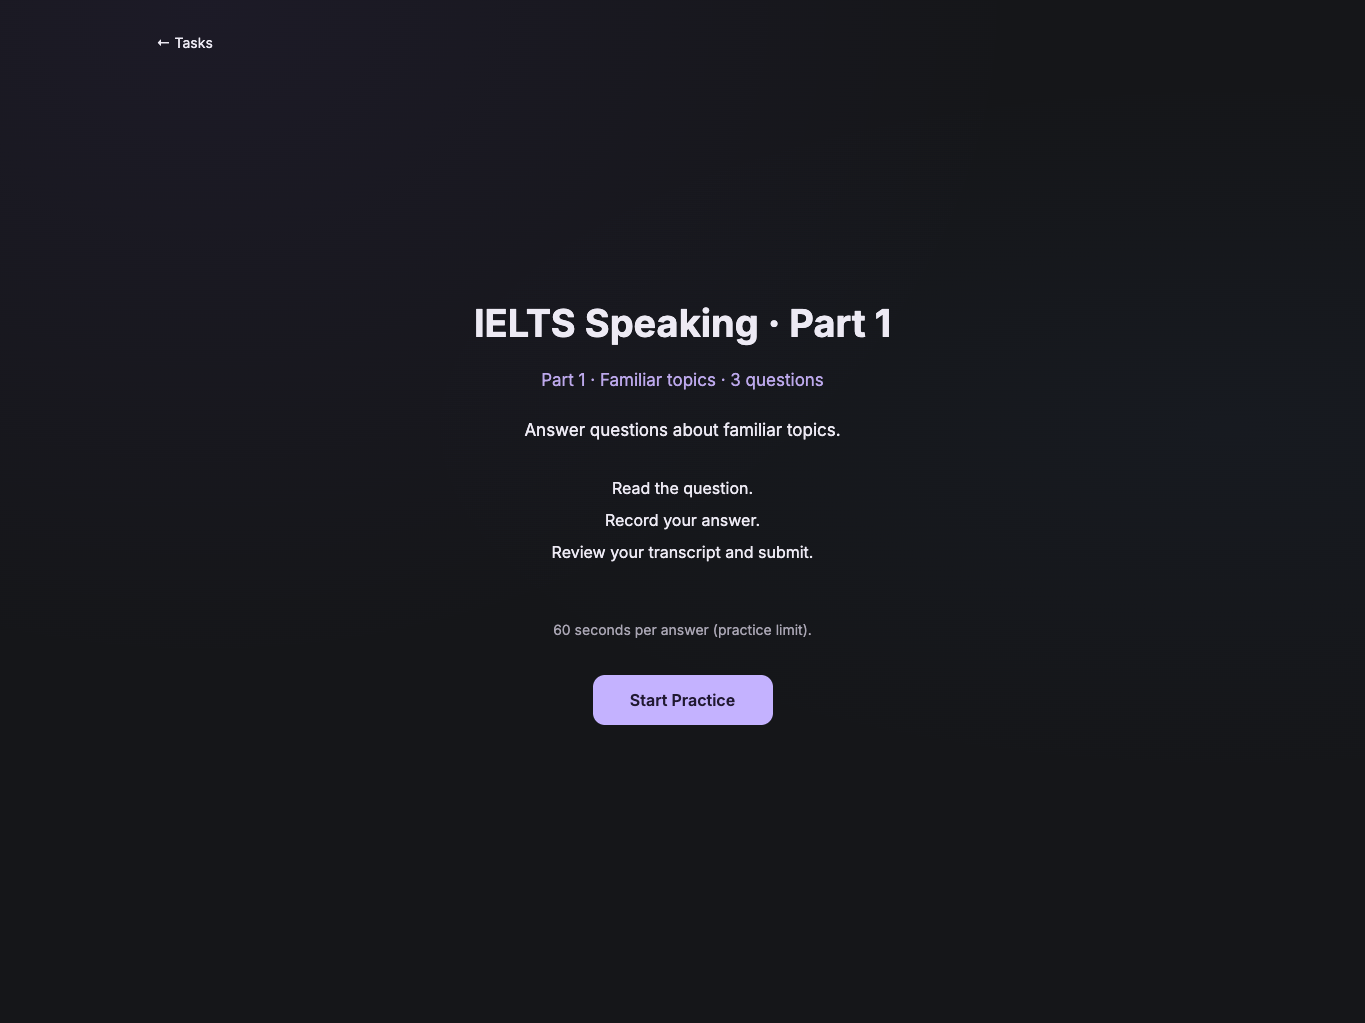 ← Tasks
IELTS Speaking · Part 1
Part 1 · Familiar topics · 3 questions
Answer questions about familiar topics.
Read the question.
Record your answer.
Review your transcript and submit.
60 seconds per answer (practice limit).
Start Practice